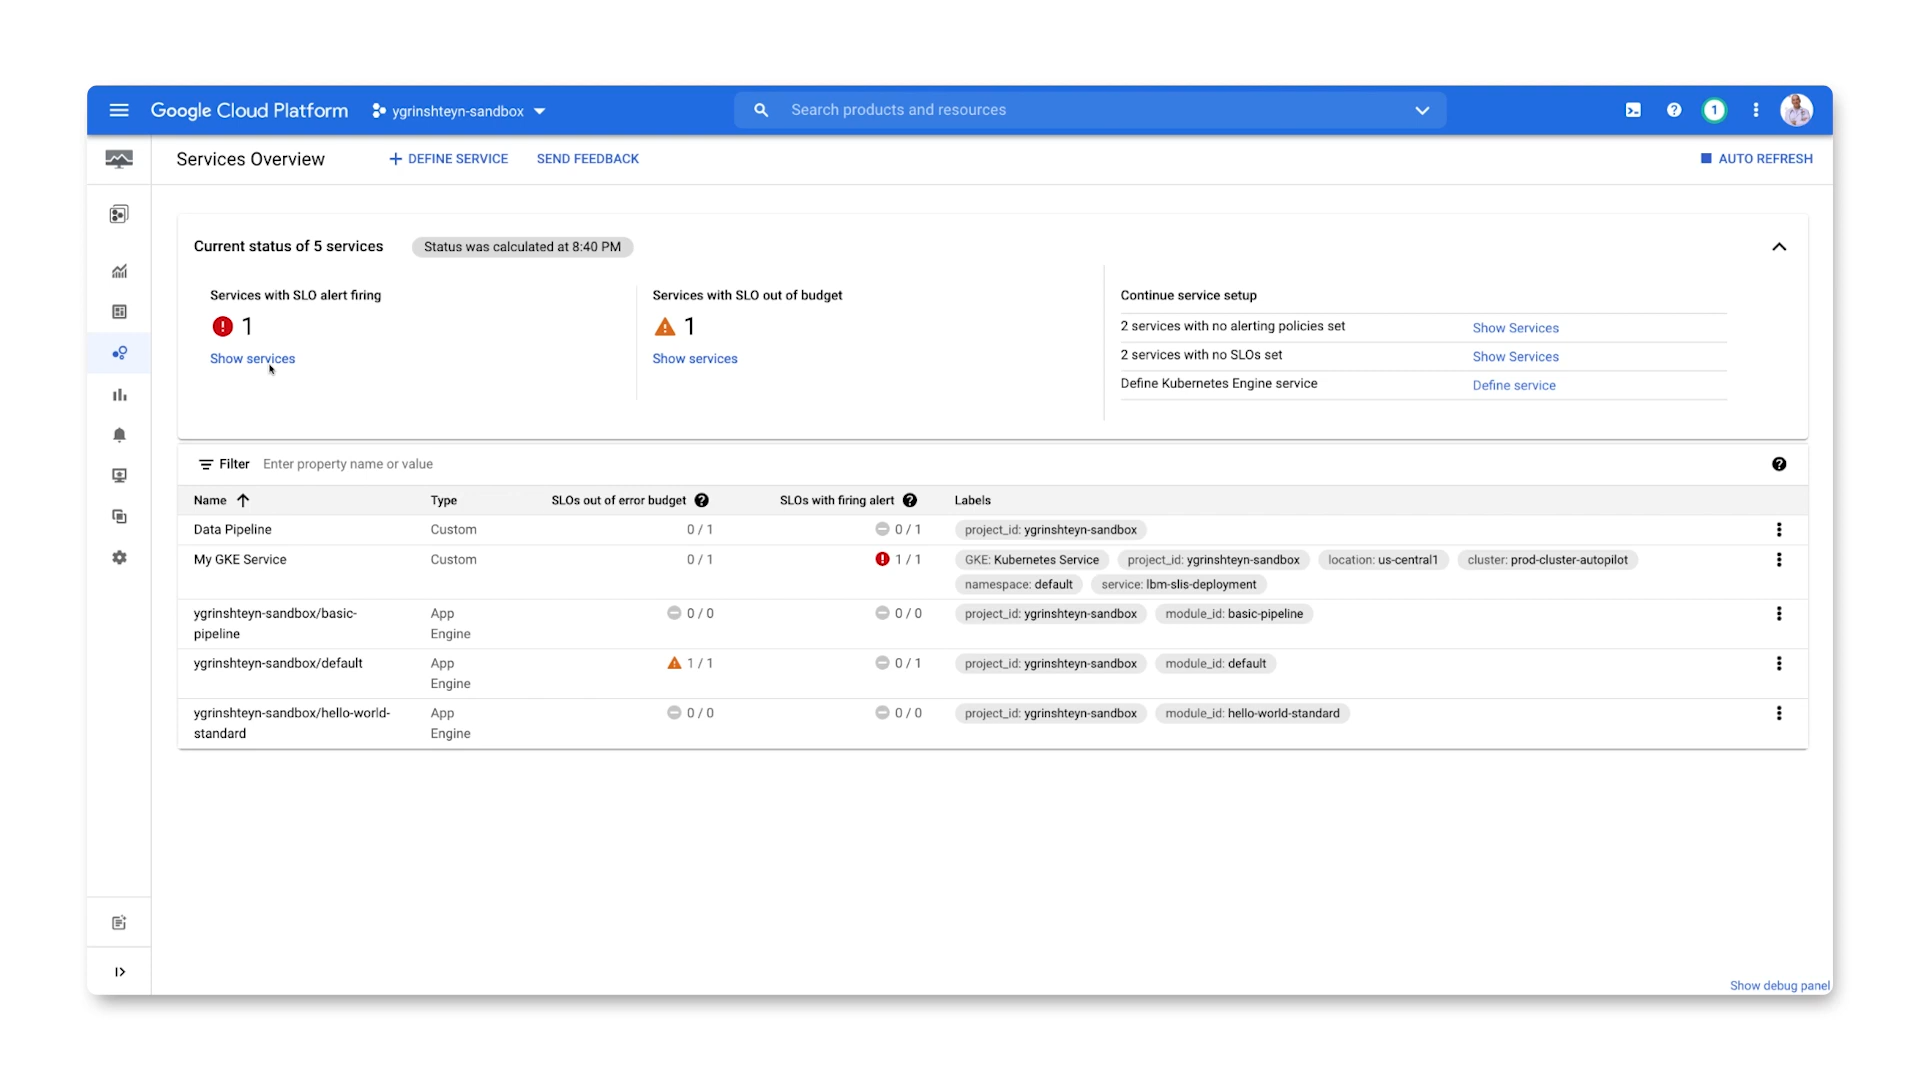 Google Cloud Platform ygrinshteyn-sandbox Search products and resources 1
Services Overview DEFINE SERVICE SEND FEEDBACK AUTO REFRESH
Current status of 5 services Status was calculated at 8:40 PM
Services with SLO alert firing
1
Show services
Services with SLO out of budget
1
Show services
Continue service setup
2 services with no alerting policies set Show Services
2 services with no SLOs set Show Services
Define Kubernetes Engine service Define service
Filter Enter property name or value
Name Type SLOs out of error budget SLOs with firing alert Labels
Data Pipeline Custom 0 / 1 0 / 1 project_id: ygrinshteyn-sandbox
My GKE Service Custom 0 / 1 1 / 1 GKE: Kubernetes Service project_id: ygrinshteyn-sandbox location: us-central1 cluster: prod-cluster-autopilot
namespace: default service: lbm-slis-deployment
ygrinshteyn-sandbox/basic- App 0 / 0 0 / 0 project_id: ygrinshteyn-sandbox module_id: basic-pipeline
pipeline Engine
ygrinshteyn-sandbox/default App 1 / 1 0 / 1 project_id: ygrinshteyn-sandbox module_id: default
Engine
ygrinshteyn-sandbox/hello-world- App 0 / 0 0 / 0 project_id: ygrinshteyn-sandbox module_id: hello-world-standard
standard Engine
Show debug panel